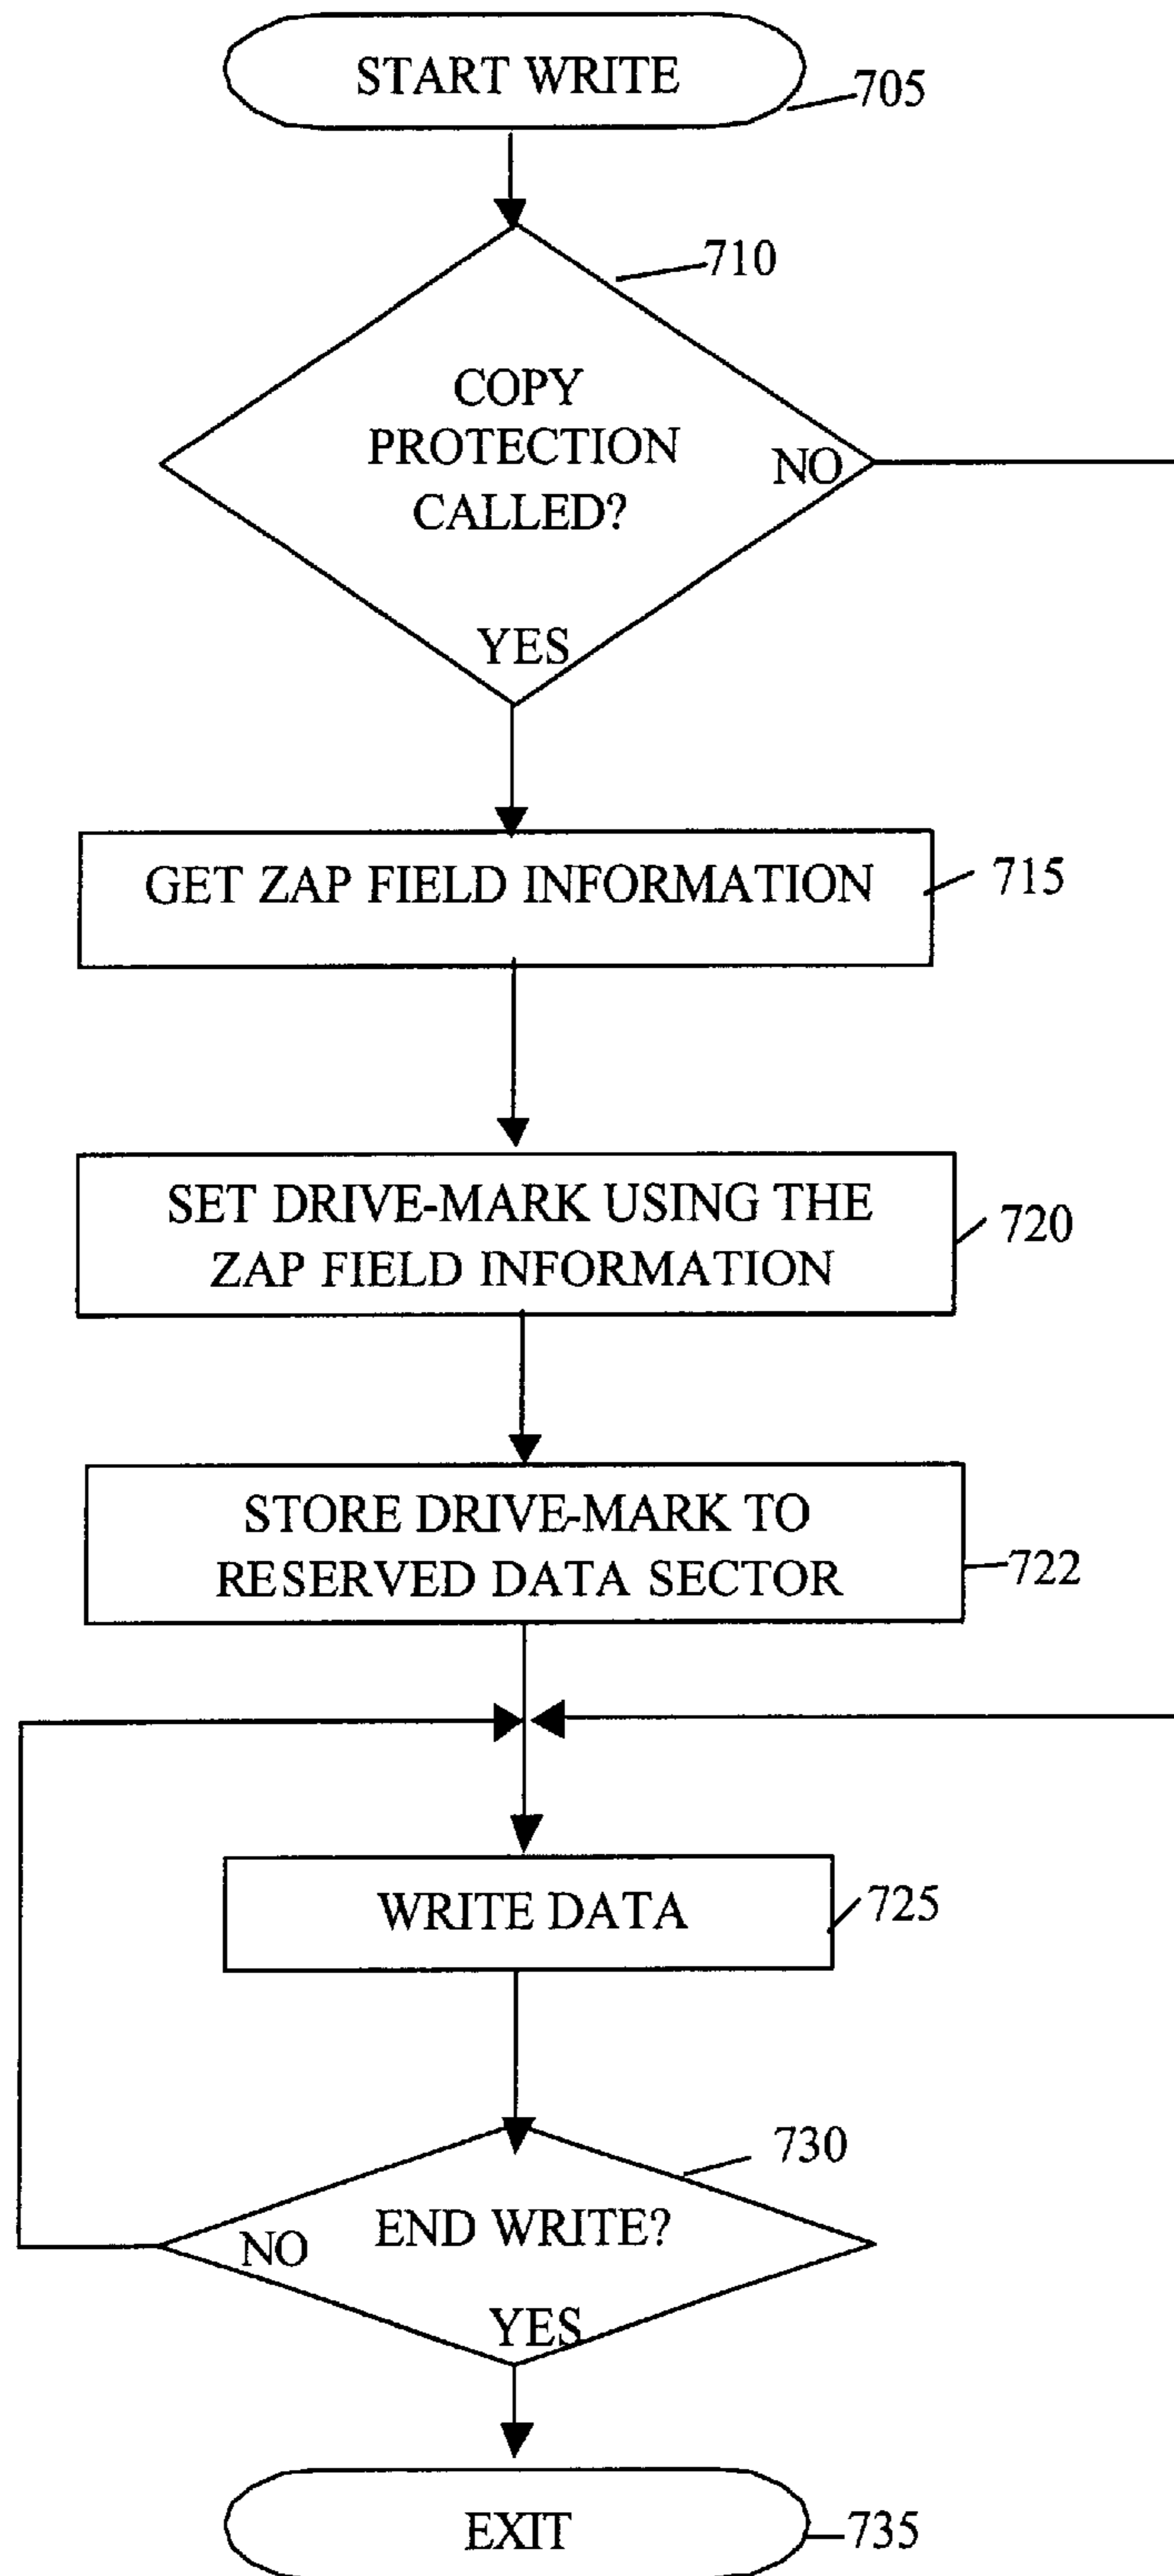 START WRITE
705
710
COPY
PROTECTION
CALLED?
NO
YES
GET ZAP FIELD INFORMATION
715
SET DRIVE-MARK USING THE
ZAP FIELD INFORMATION
720
STORE DRIVE-MARK TO
RESERVED DATA SECTOR
722
WRITE DATA
725
730
END WRITE?
NO
YES
EXIT
735